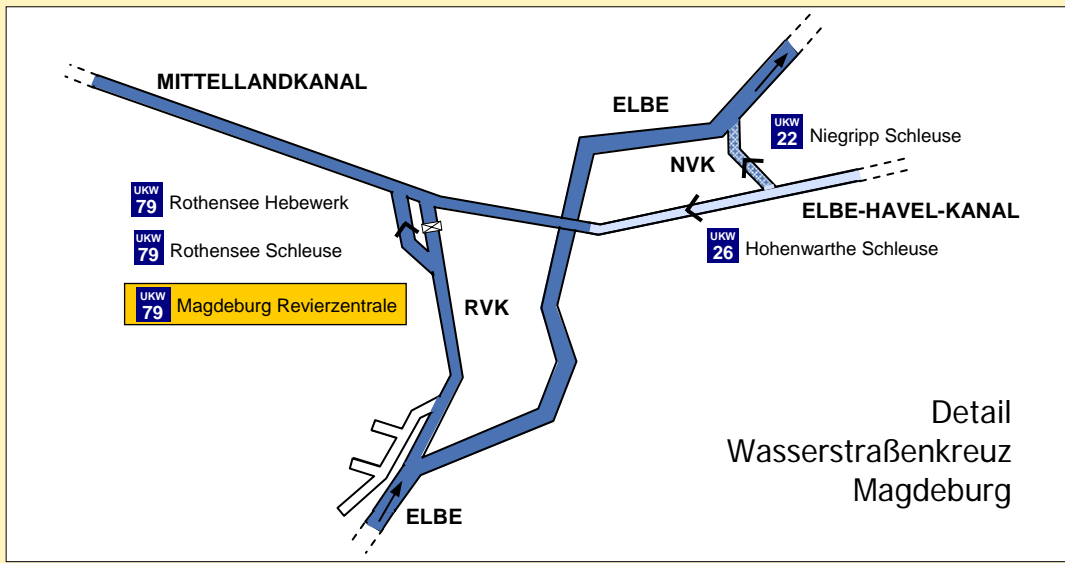 MITTELLANDKANAL
ELBE
UKW
22 Niegripp Schleuse
NVK
UKW
79 Rothensee Hebewerk
ELBE-HAVEL-KANAL
UKW
79 Rothensee Schleuse
UKW
26 Hohenwarthe Schleuse
UKW
79 Magdeburg Revierzentrale
RVK
Detail
Wasserstraßenkreuz
Magdeburg
ELBE